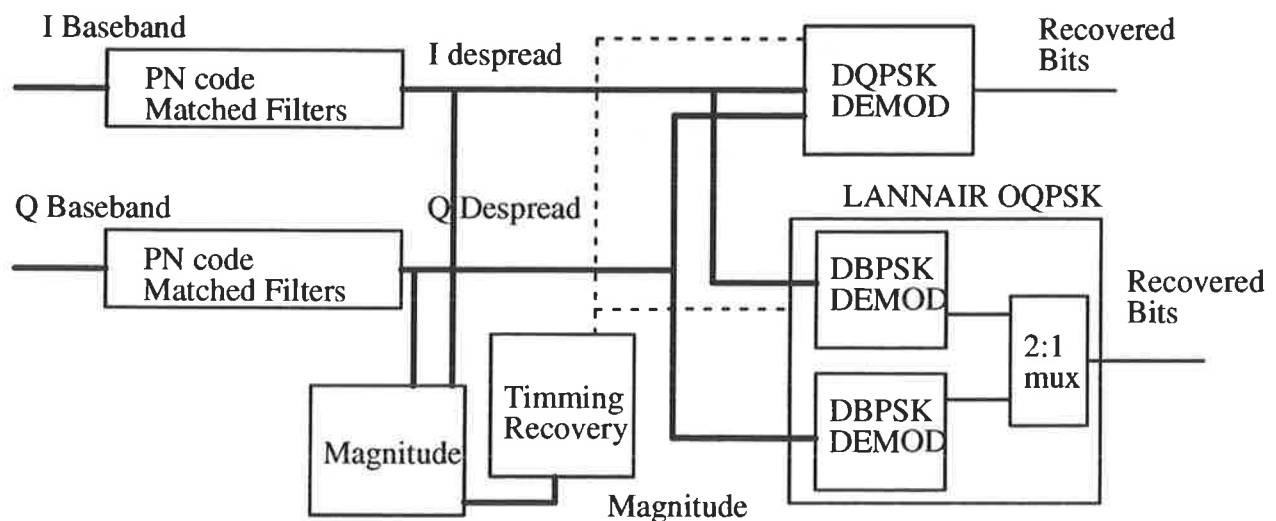 I Baseband
PN code
Matched Filters
I despread
DQPSK
DEMOD
Recovered
Bits
Q Baseband
PN code
Matched Filters
Q Despread
LANNAIR OQPSK
DBPSK
DEMOD
2:1
mux
Recovered
Bits
DBPSK
DEMOD
Timming
Recovery
Magnitude
Magnitude